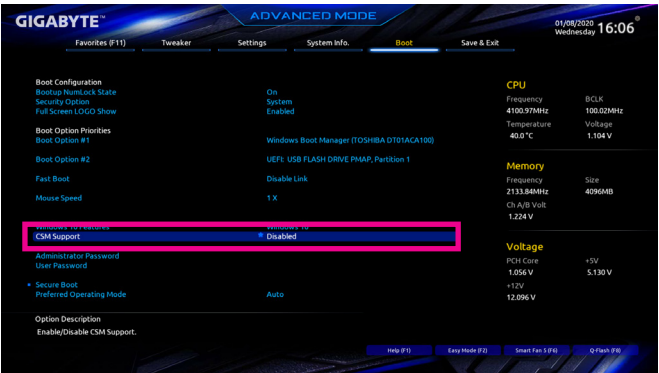 GIGABYTE™
ADVANCED MODE
01/08/2020
Wednesday 16:06
Favorites (F11) Tweaker Settings System Info. Boot Save & Exit
Boot Configuration
Bootup NumLock State On
Security Option System
Full Screen LOGO Show Enabled
Boot Option Priorities
Boot Option #1 Windows Boot Manager (TOSHIBA DT01ACA100)
Boot Option #2 UEFI: USB FLASH DRIVE PMAP, Partition 1
Fast Boot Disable Link
Mouse Speed 1 X
Windows 10 Features Windows 10
CSM Support * Disabled
Administrator Password
User Password
Secure Boot
Preferred Operating Mode Auto
Option Description
Enable/Disable CSM Support.
CPU
Frequency BCLK
4100.97MHz 100.02MHz
Temperature Voltage
40.0 °C 1.104 V
Memory
Frequency Size
2133.84MHz 4096MB
Ch A/B Volt
1.224 V
Voltage
PCH Core +5V
1.056 V 5.130 V
+12V
12.096 V
Help (F1) Easy Mode (F2) Smart Fan 5 (F6) Q-Flash (F8)